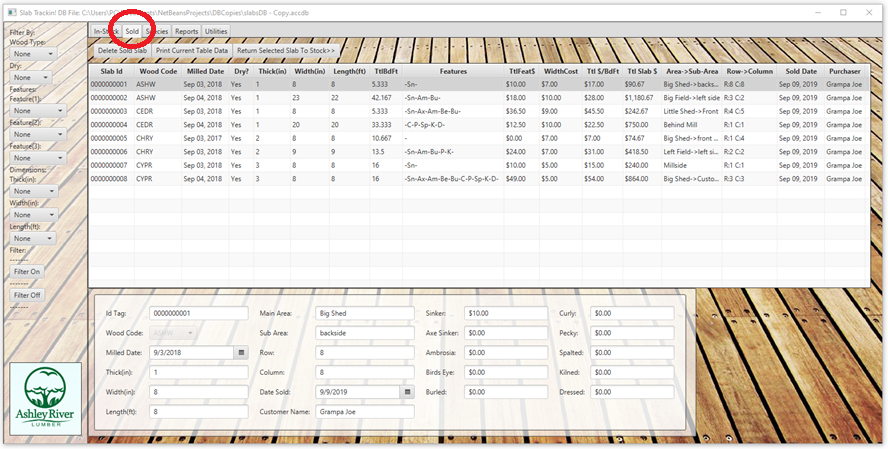 Slab Trackin! DB File: C:\Users\PC\ts\NetBeansProjects\DBCopies\slabsDB - Copy.accdb
In-Stock Sold Species Reports Utilities
Delete Sold Slab Print Current Table Data Return Selected Slab To Stock>>
Filter By:
Wood Type:
None
Dry:
None
Features:
Feature(1):
None
Feature(2):
None
Feature(3):
None
Dimensions:
Thick(in):
None
Width(in):
None
Length(ft):
None
Filter:
-------
Filter On
-------
Filter Off
-------
Slab Id Wood Code Milled Date Dry? Thick(in) Width(in) Length(ft) TtlBdFt Features TtlFeat$ WidthCost Ttl $/BdFt Ttl Slab $ Area->Sub-Area Row->Column Sold Date Purchaser
0000000001 ASHW Sep 03, 2018 Yes 1 8 8 5.333 -Sn- $10.00 $7.00 $17.00 $90.67 Big Shed->backs... R:8 C:8 Sep 09, 2019 Grampa Joe
0000000002 ASHW Sep 04, 2018 Yes 1 23 22 42.167 -Sn-Am-Bu- $18.00 $10.00 $28.00 $1,180.67 Big Field->left side R:3 C:2 Sep 09, 2019 Grampa Joe
0000000003 CEDR Sep 04, 2018 Yes 1 8 8 5.333 -Sn-Ax-Am-Be-Bu- $36.50 $9.00 $45.50 $242.67 Little Shed->Front R:4 C:3 Sep 09, 2019 Grampa Joe
0000000004 CEDR Sep 04, 2018 Yes 1 20 20 33.333 -C-P-Sp-K-D- $12.50 $10.00 $22.50 $750.00 Behind Mill R:1 C:2 Sep 09, 2019 Grampa Joe
0000000005 CHRY Sep 03, 2017 Yes 2 8 8 10.667 - $0.00 $7.00 $7.00 $74.67 Big Shed->front ... R:1 C:4 Sep 09, 2019 Grampa Joe
0000000006 CHRY Sep 04, 2018 Yes 2 9 9 13.5 -Sn-Am-Bu-P-K- $24.00 $7.00 $31.00 $418.50 Left Field->left si... R:2 C:2 Sep 09, 2019 Grampa Joe
0000000007 CYPR Sep 03, 2018 Yes 3 8 8 16 -Sn- $10.00 $5.00 $15.00 $240.00 Millside R:1 C:1 Sep 09, 2019 Grampa Joe
0000000008 CYPR Sep 04, 2018 Yes 3 8 8 16 -Sn-Ax-Am-Be-Bu-C-P-Sp-K-D- $49.00 $5.00 $54.00 $864.00 Big Shed->Custo... R:3 C:3 Sep 09, 2019 Grampa Joe
Id Tag: 0000000001 Main Area: Big Shed Sinker: $10.00 Curly: $0.00
Wood Code: ASHW Sub Area: backside Axe Sinker: $0.00 Pecky: $0.00
Milled Date: 9/3/2018 Row: 8 Ambrosia: $0.00 Spalted: $0.00
Thick(in): 1 Column: 8 Birds Eye: $0.00 Kilned: $0.00
Width(in): 8 Date Sold: 9/9/2019 Burled: $0.00 Dressed: $0.00
Length(ft): 8 Customer Name: Grampa Joe
Ashley River
LUMBER